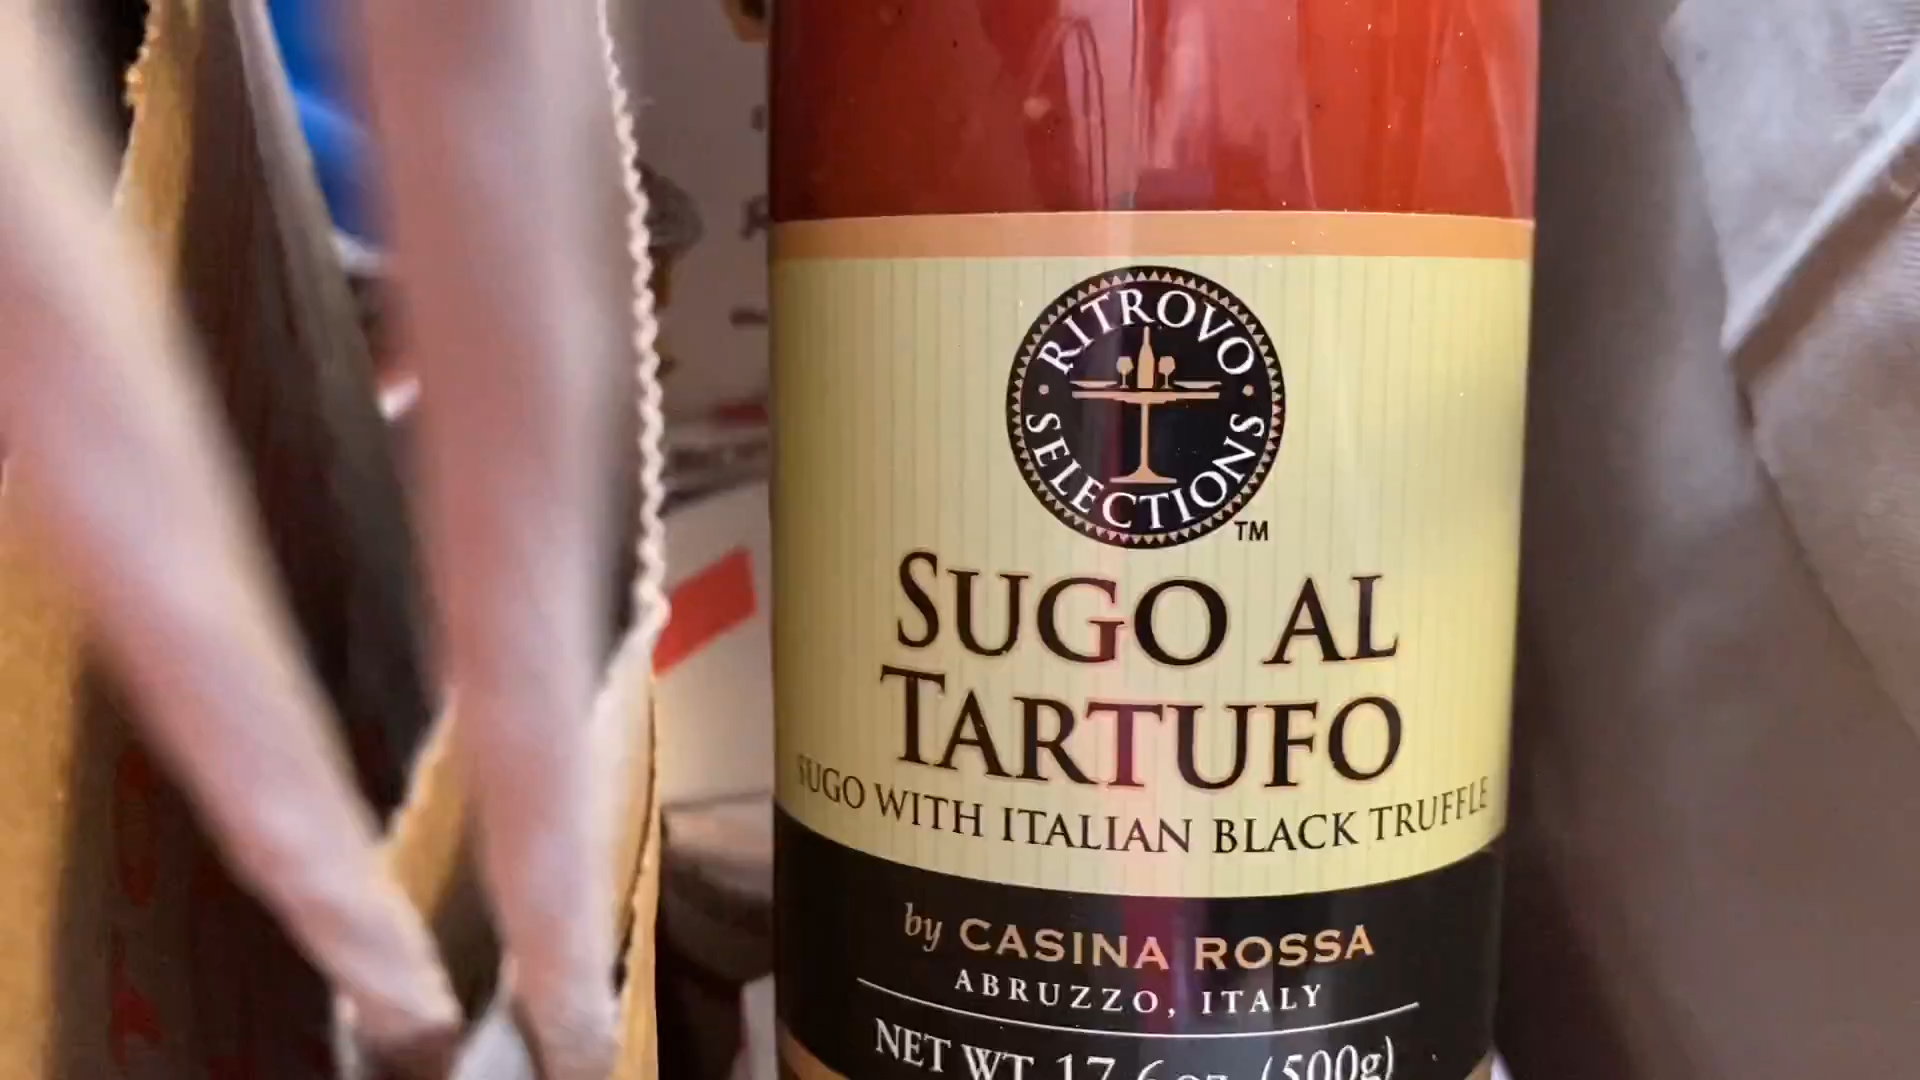 RITROVO
SELECTIONS
TM
SUGO AL
TARTUFO
SUGO WITH ITALIAN BLACK TRUFFLE
by CASINA ROSSA
ABRUZZO, ITALY
NET WT 17.6 oz (500g)